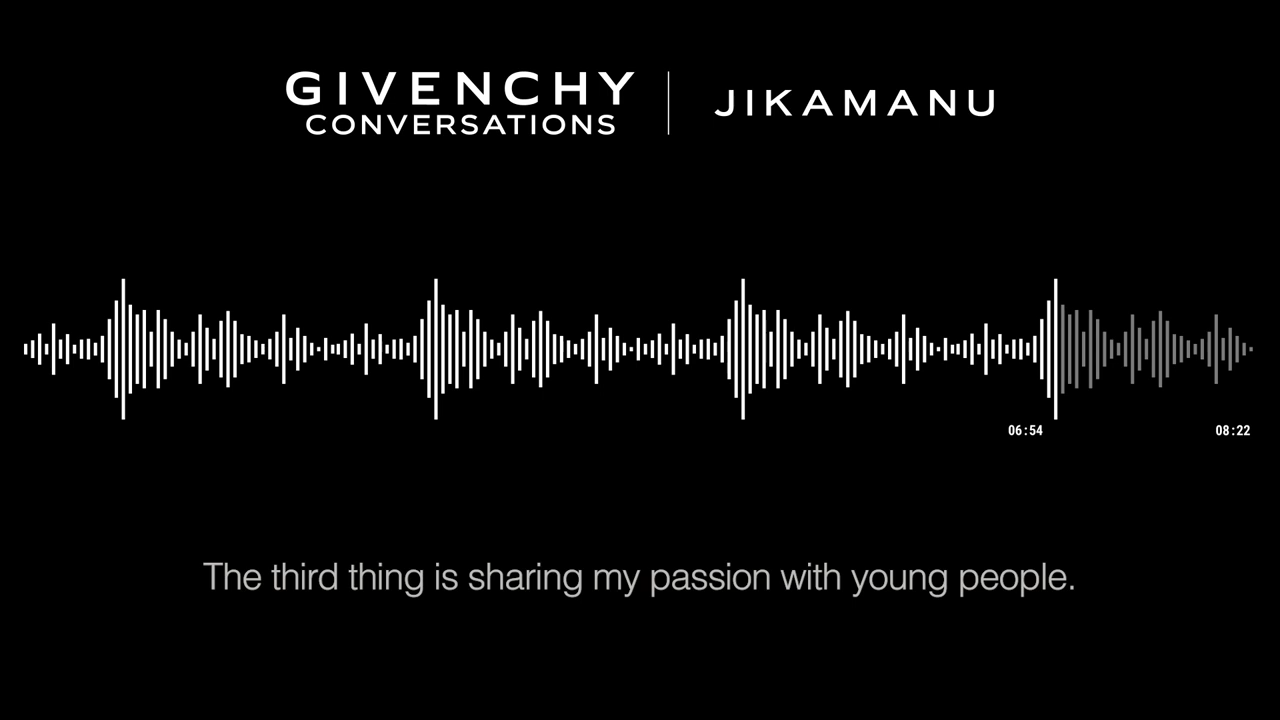 GIVENCHY
CONVERSATIONS
JIKAMANU
06:54
08:22
The third thing is sharing my passion with young people.